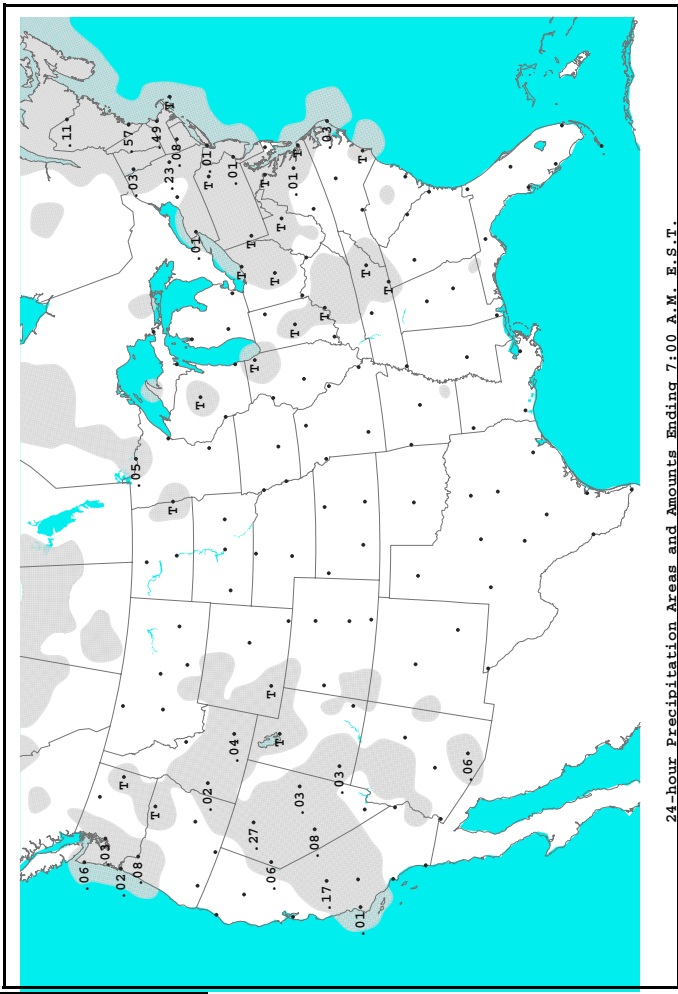 .11
.06
.03
.02
T
.57
.03
.05
.08
T
.49
T
.23
T
.08
.01
T
.01
.02
T
.01
.04
T
T
.27
T
T
.06
T
T
T
T
.01
T
T
.03
.08
T
.17
.03
.03
.01
T
T
T
.06
24-hour Precipitation Areas and Amounts Ending 7:00 A.M. E.S.T.